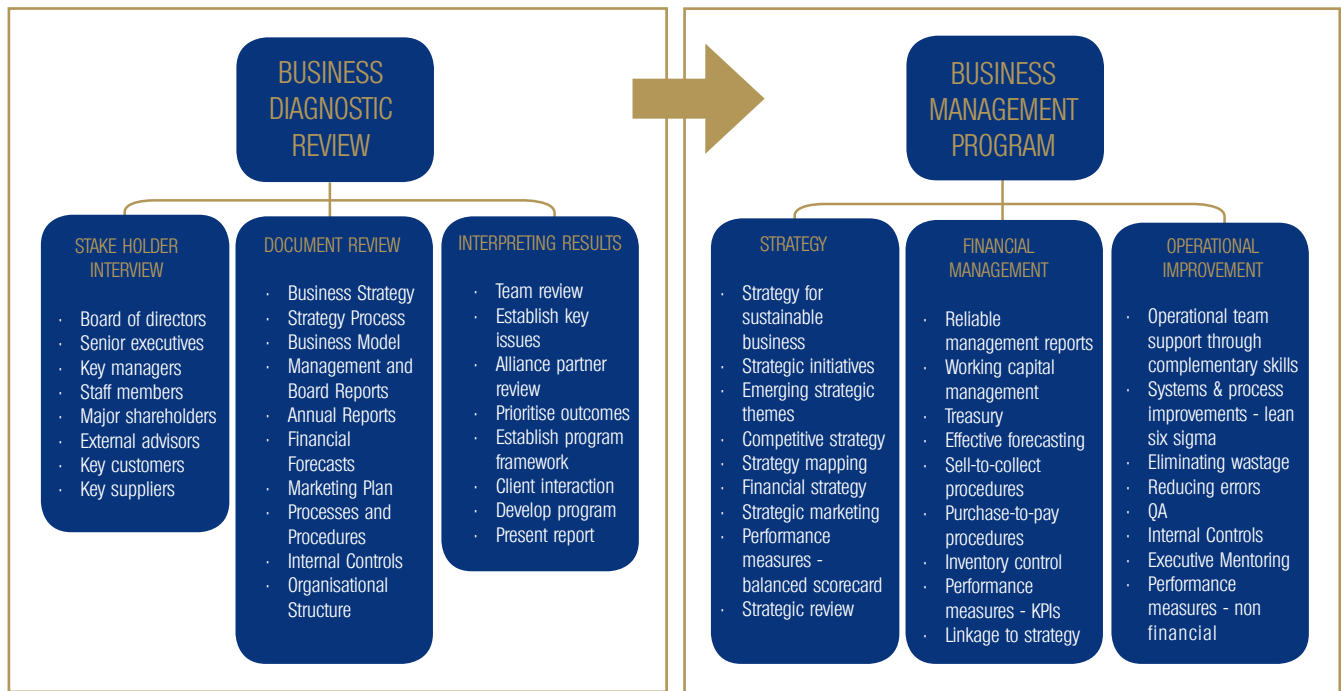 BUSINESS
DIAGNOSTIC
REVIEW
STAKE HOLDER
INTERVIEW
· Board of directors
· Senior executives
· Key managers
· Staff members
· Major shareholders
· External advisors
· Key customers
· Key suppliers
DOCUMENT REVIEW
· Business Strategy
· Strategy Process
· Business Model
· Management and
Board Reports
· Annual Reports
· Financial
Forecasts
· Marketing Plan
· Processes and
Procedures
· Internal Controls
· Organisational
Structure
INTERPRETING RESULTS
· Team review
· Establish key
issues
· Alliance partner
review
· Prioritise outcomes
· Establish program
framework
· Client interaction
· Develop program
· Present report
BUSINESS
MANAGEMENT
PROGRAM
STRATEGY
· Strategy for
sustainable
business
· Strategic initiatives
· Emerging strategic
themes
· Competitive strategy
· Strategy mapping
· Financial strategy
· Strategic marketing
· Performance
measures -
balanced scorecard
· Strategic review
FINANCIAL
MANAGEMENT
· Reliable
management reports
· Working capital
management
· Treasury
· Effective forecasting
· Sell-to-collect
procedures
· Purchase-to-pay
procedures
· Inventory control
· Performance
measures - KPIs
· Linkage to strategy
OPERATIONAL
IMPROVEMENT
· Operational team
support through
complementary skills
· Systems & process
improvements - lean
six sigma
· Eliminating wastage
· Reducing errors
· QA
· Internal Controls
· Executive Mentoring
· Performance
measures - non
financial